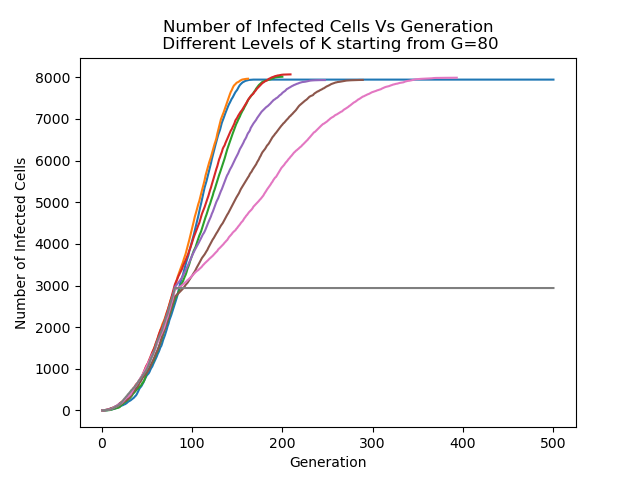 Number of Infected Cells Vs Generation
Different Levels of K starting from G=80
8000
7000
6000
5000
4000
3000
2000
1000
0
Number of Infected Cells
0 100 200 300 400 500
Generation